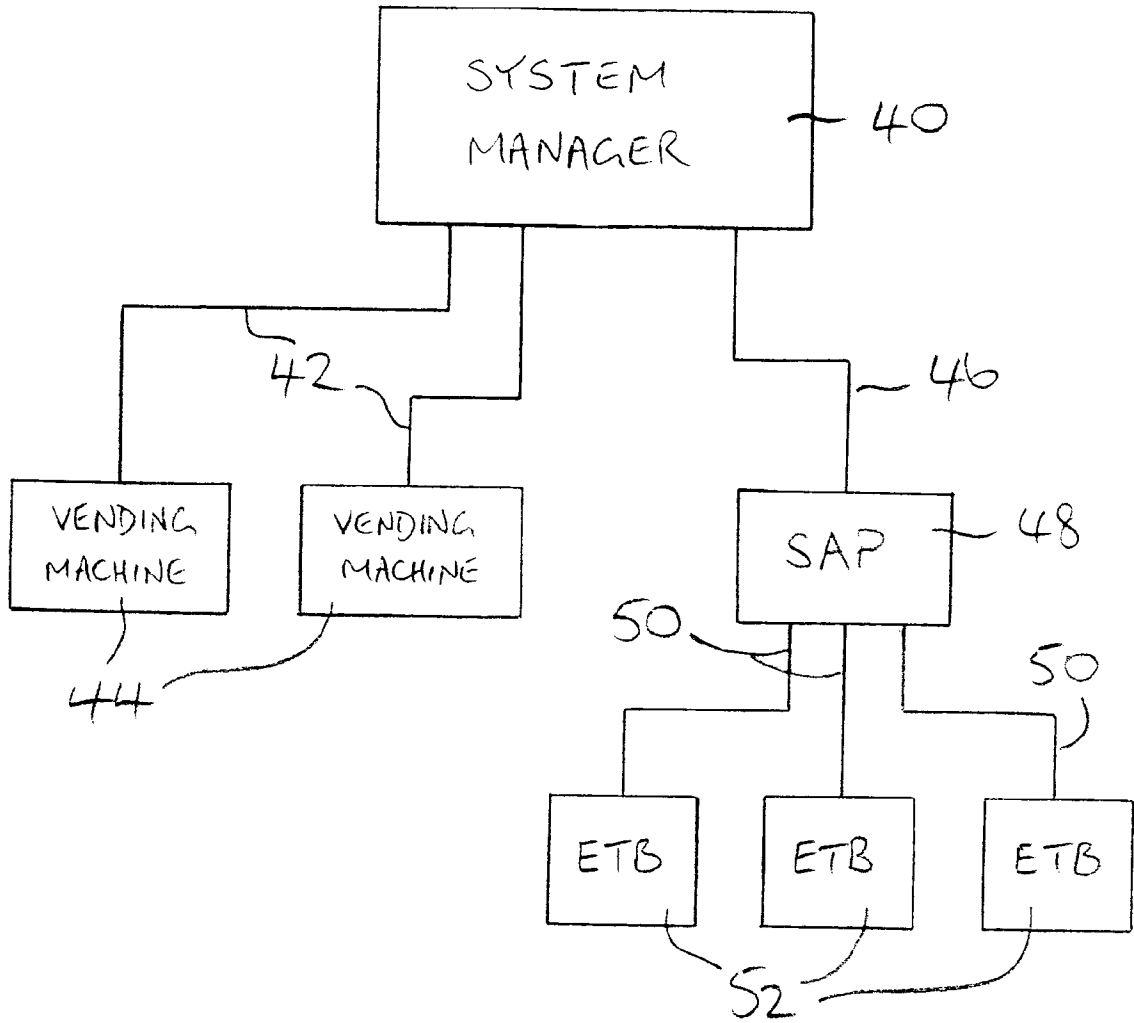 SYSTEM
MANAGER
40
42
46
VENDING
MACHINE
VENDING
MACHINE
SAP
48
44
50
50
ETB
ETB
ETB
52